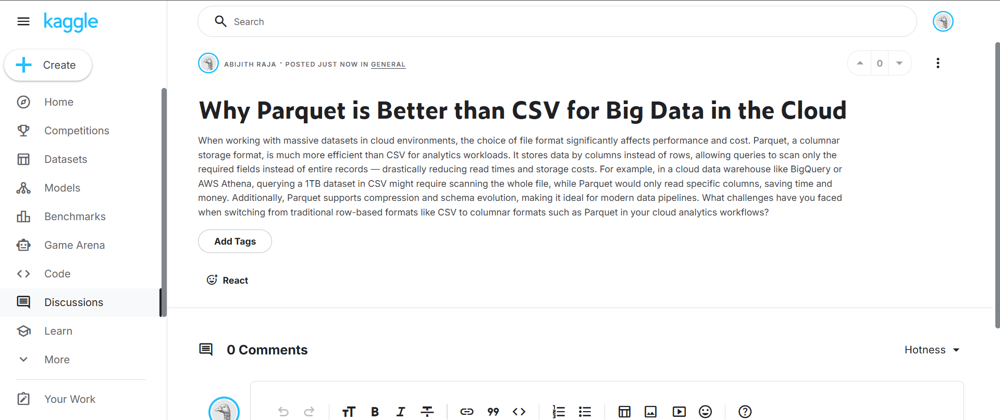 kaggle
Search
Create
Home
Competitions
Datasets
Models
Benchmarks
Game Arena
Code
Discussions
Learn
More
Your Work
ABIJITH RAJA · POSTED JUST NOW IN GENERAL
0
Why Parquet is Better than CSV for Big Data in the Cloud
When working with massive datasets in cloud environments, the choice of file format significantly affects performance and cost. Parquet, a columnar
storage format, is much more efficient than CSV for analytics workloads. It stores data by columns instead of rows, allowing queries to scan only the
required fields instead of entire records — drastically reducing read times and storage costs. For example, in a cloud data warehouse like BigQuery or
AWS Athena, querying a 1TB dataset in CSV might require scanning the whole file, while Parquet would only read specific columns, saving time and
money. Additionally, Parquet supports compression and schema evolution, making it ideal for modern data pipelines. What challenges have you faced
when switching from traditional row-based formats like CSV to columnar formats such as Parquet in your cloud analytics workflows?
Add Tags
React
0 Comments
Hotness